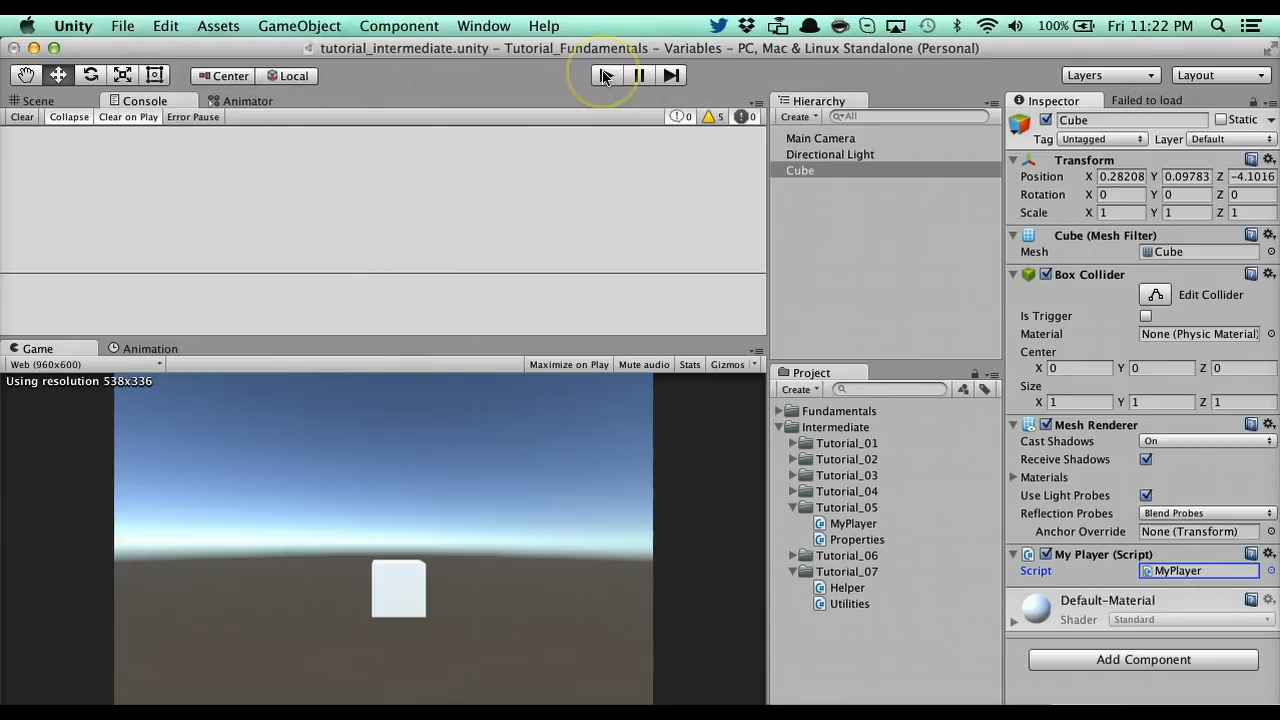 Unity File Edit Assets GameObject Component Window Help 100% Fri 11:22 PM
tutorial_intermediate.unity - Tutorial_Fundamentals - Variables - PC, Mac & Linux Standalone (Personal)
Center Local Layers Layout
Scene Console Animator
Clear Collapse Clear on Play Error Pause 0 5 0
Game Animation
Web (960x600) Maximize on Play Mute audio Stats Gizmos
Using resolution 538x336
Hierarchy
Create All
Main Camera
Directional Light
Cube
Project
Create
Fundamentals
Intermediate
Tutorial_01
Tutorial_02
Tutorial_03
Tutorial_04
Tutorial_05
MyPlayer
Properties
Tutorial_06
Tutorial_07
Helper
Utilities
Inspector Failed to load
Cube Static
Tag Untagged Layer Default
Transform
Position X 0.28208 Y 0.09783 Z -4.1016
Rotation X 0 Y 0 Z 0
Scale X 1 Y 1 Z 1
Cube (Mesh Filter)
Mesh Cube
Box Collider
Edit Collider
Is Trigger
Material None (Physic Material)
Center
X 0 Y 0 Z 0
Size
X 1 Y 1 Z 1
Mesh Renderer
Cast Shadows On
Receive Shadows
Materials
Use Light Probes
Reflection Probes Blend Probes
Anchor Override None (Transform)
My Player (Script)
Script MyPlayer
Default-Material
Shader Standard
Add Component